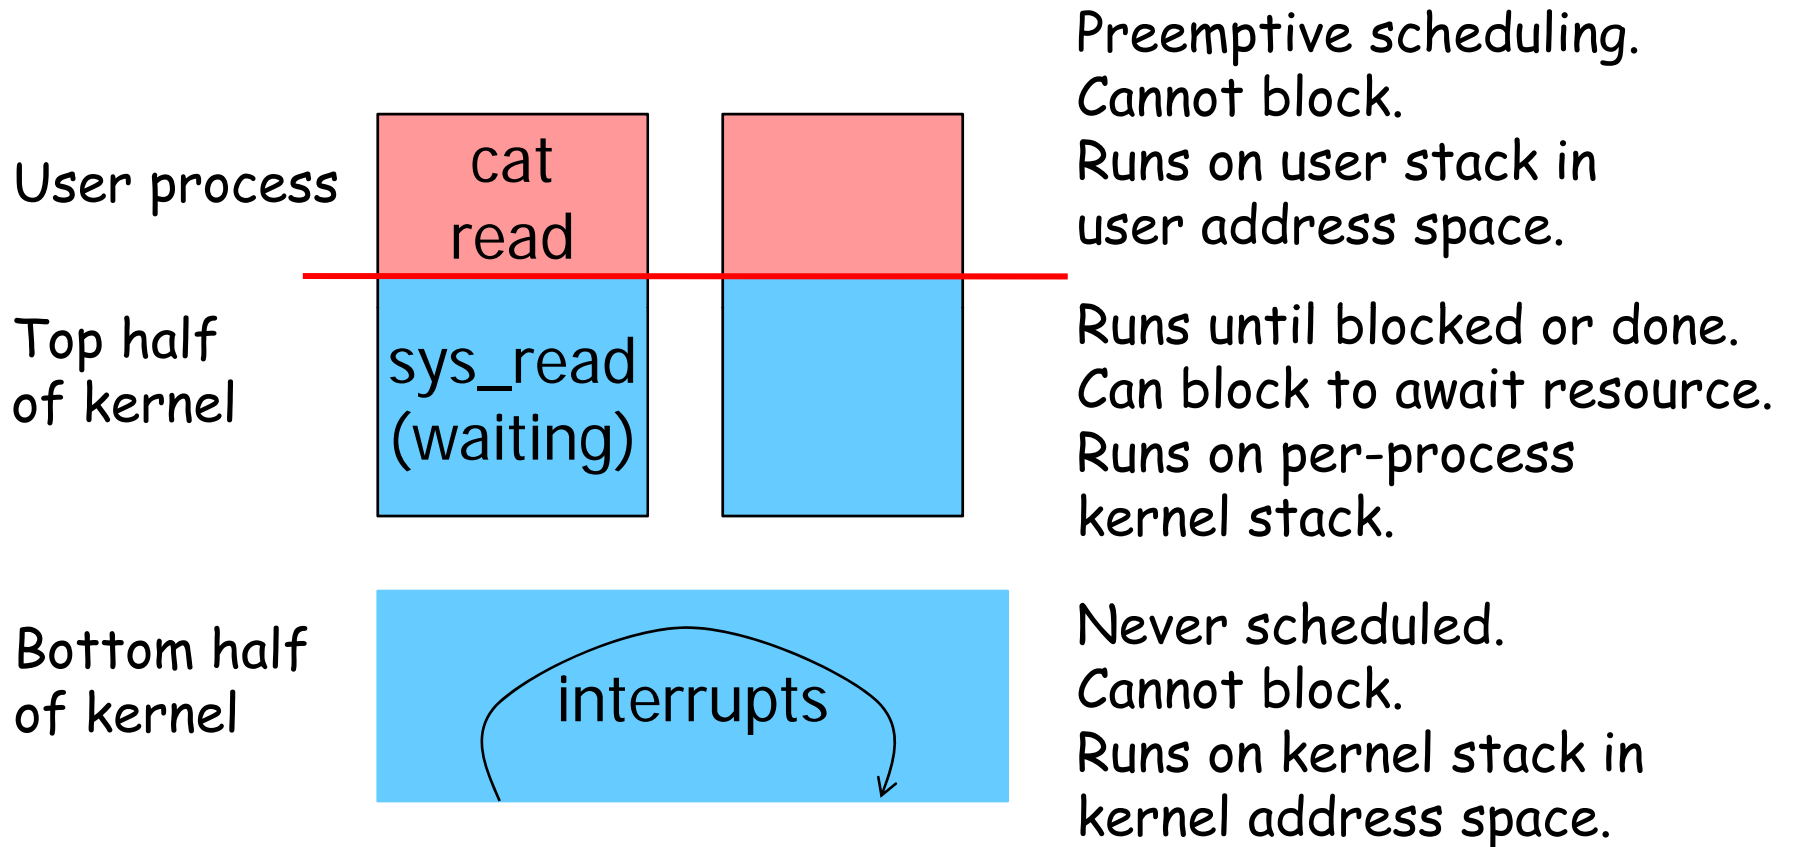 Preemptive scheduling.
Cannot block.
Runs on user stack in
user address space.
User process
cat
read
Top half
of kernel
sys_read
(waiting)
Runs until blocked or done.
Can block to await resource.
Runs on per-process
kernel stack.
Bottom half
of kernel
interrupts
Never scheduled.
Cannot block.
Runs on kernel stack in
kernel address space.